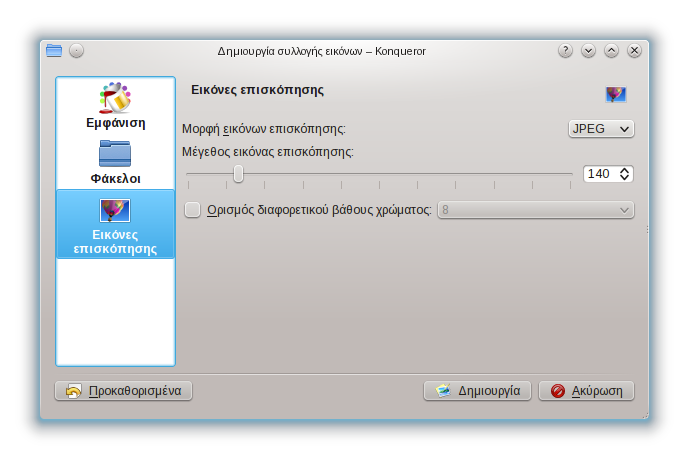 Δημιουργία συλλογής εικόνων – Konqueror
Εμφάνιση
Φάκελοι
Εικόνες
επισκόπησης
Εικόνες επισκόπησης
Μορφή εικόνων επισκόπησης:
JPEG
Μέγεθος εικόνας επισκόπησης:
140
Ορισμός διαφορετικού βάθους χρώματος:
8
Προκαθορισμένα
Δημιουργία
Ακύρωση